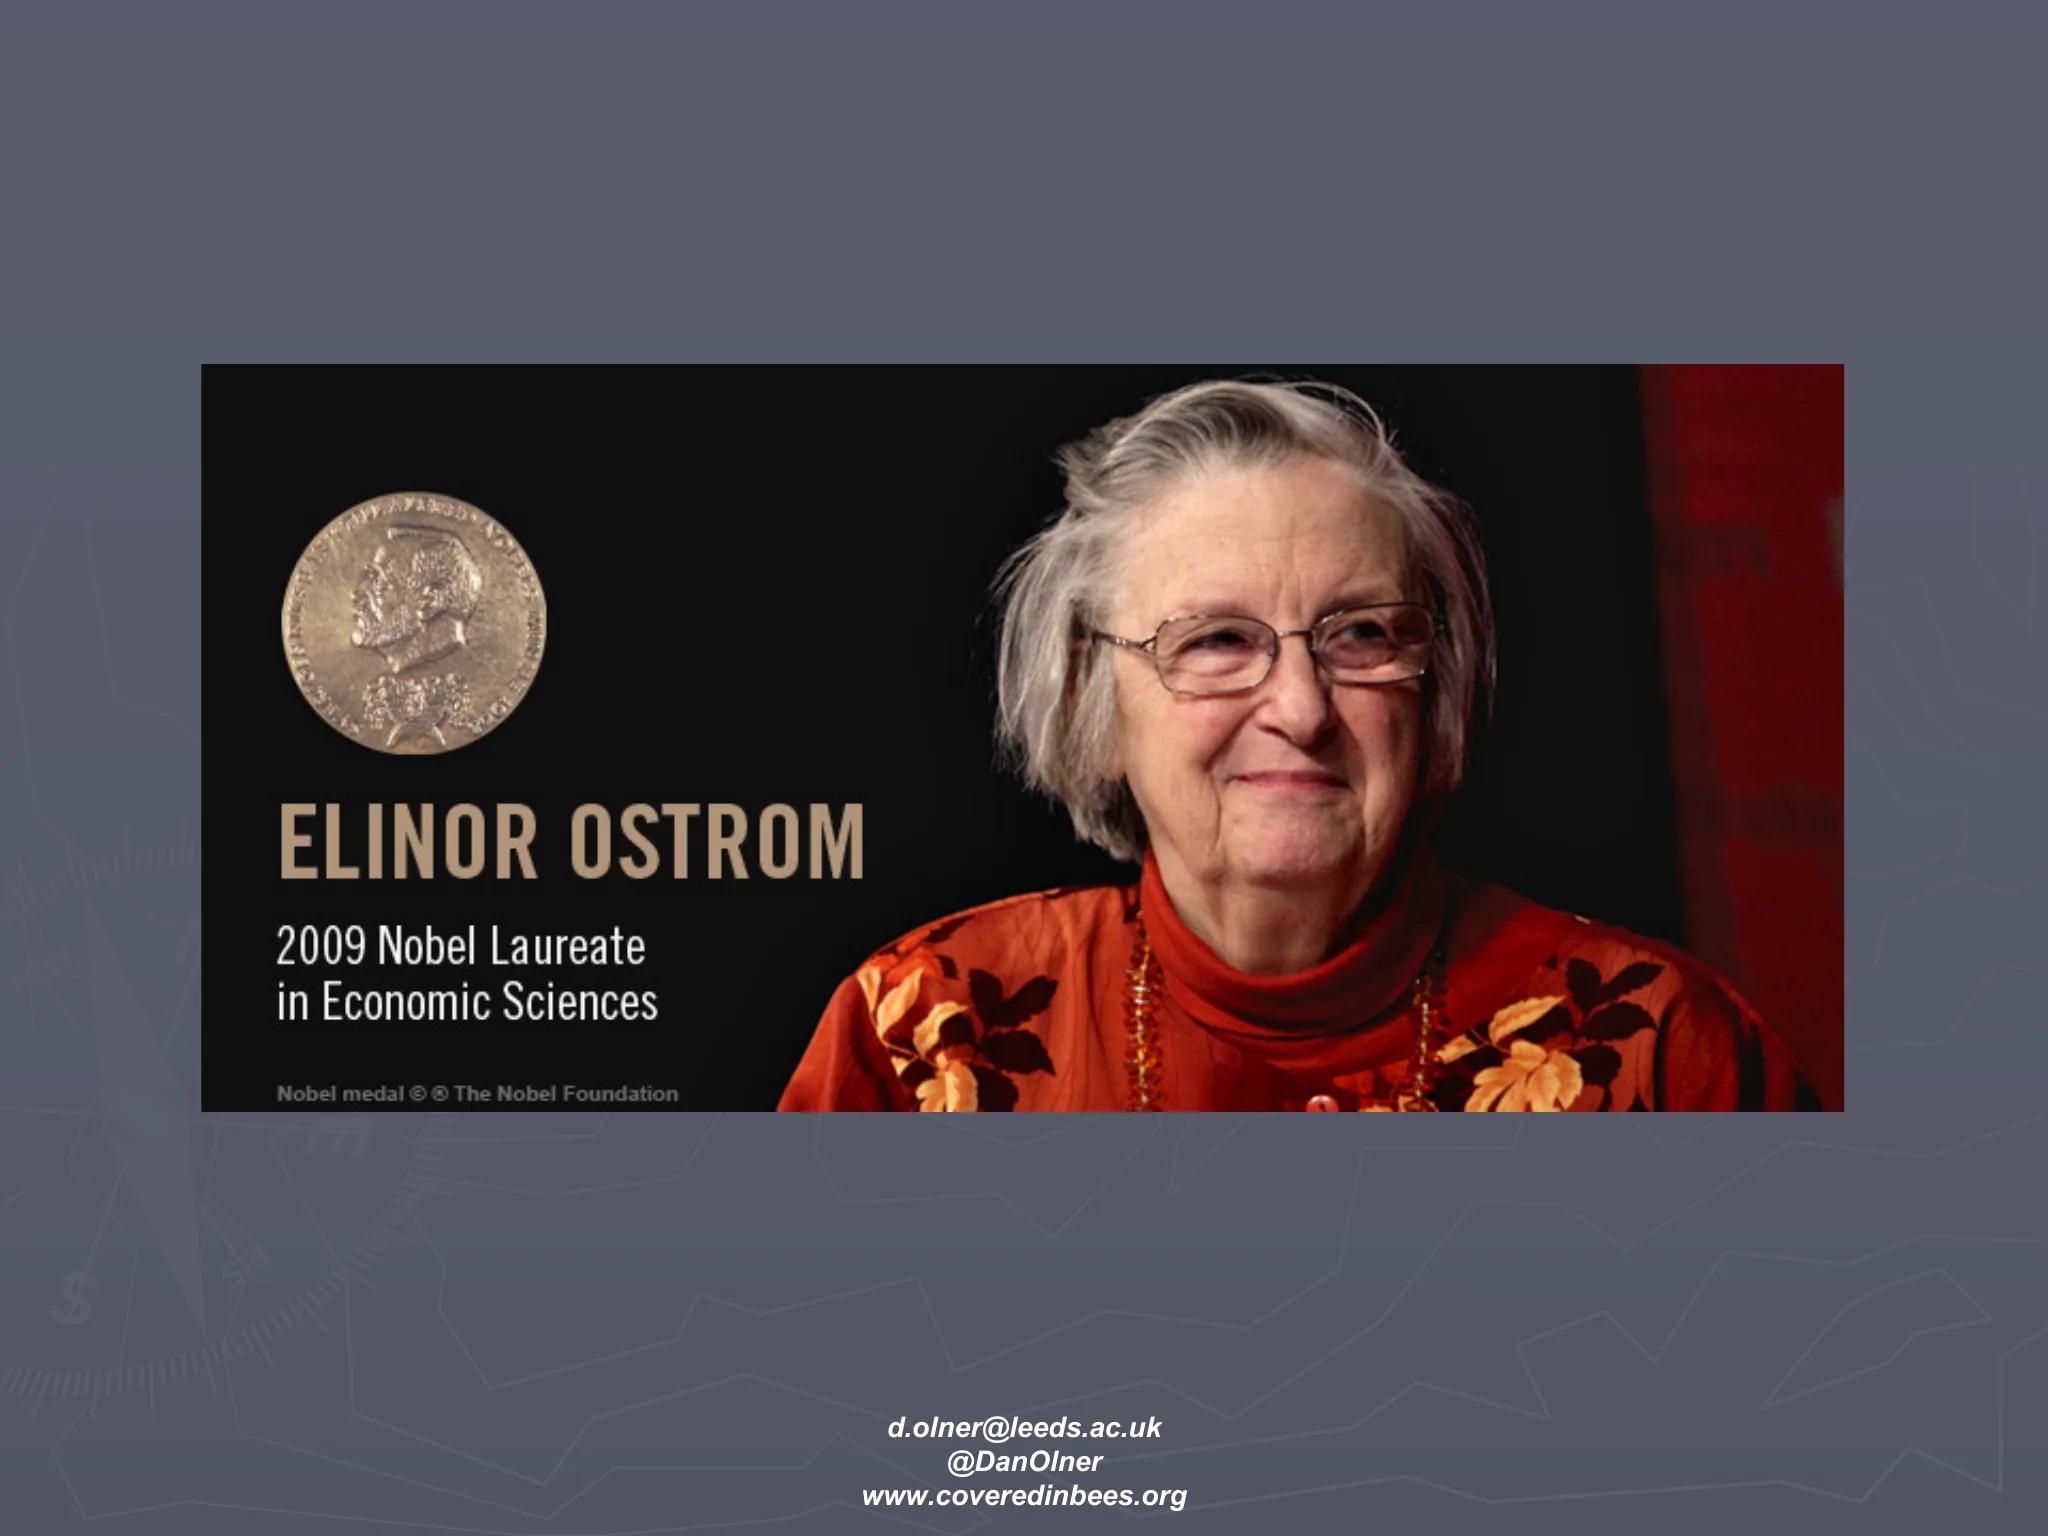 ELINOR OSTROM
2009 Nobel Laureate
in Economic Sciences
Nobel medal © ® The Nobel Foundation
E
S
SE
d.olner@leeds.ac.uk
@DanOlner
www.coveredinbees.org